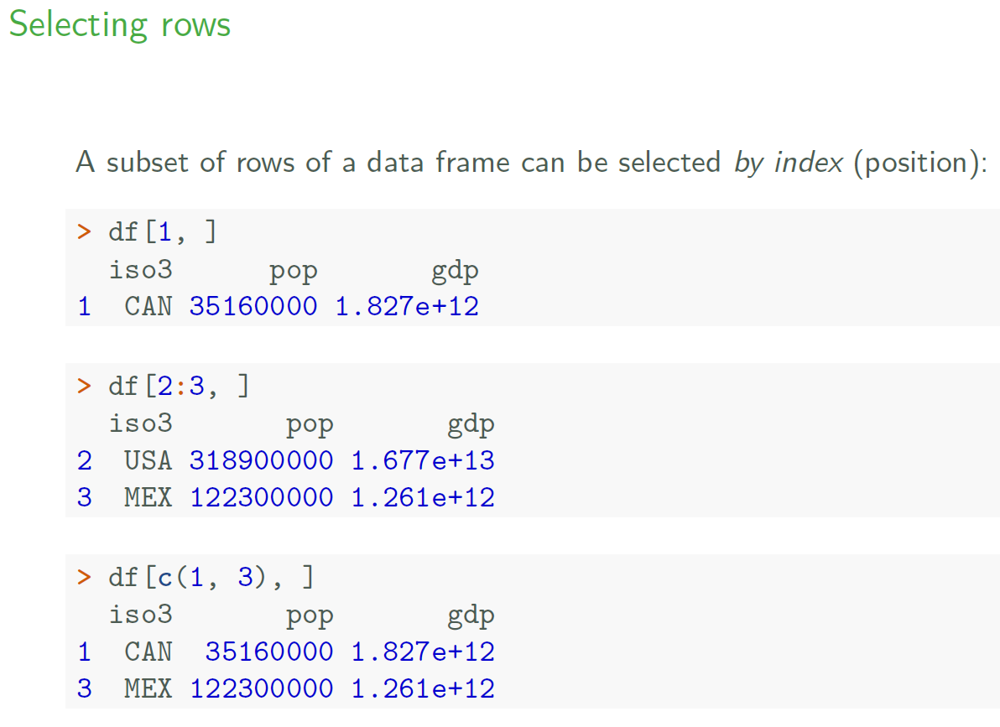 Selecting rows
A subset of rows of a data frame can be selected by index (position):
> df[1, ]
  iso3      pop       gdp
1  CAN 35160000 1.827e+12
> df[2:3, ]
  iso3       pop       gdp
2  USA 318900000 1.677e+13
3  MEX 122300000 1.261e+12
> df[c(1, 3), ]
  iso3       pop       gdp
1  CAN  35160000 1.827e+12
3  MEX 122300000 1.261e+12